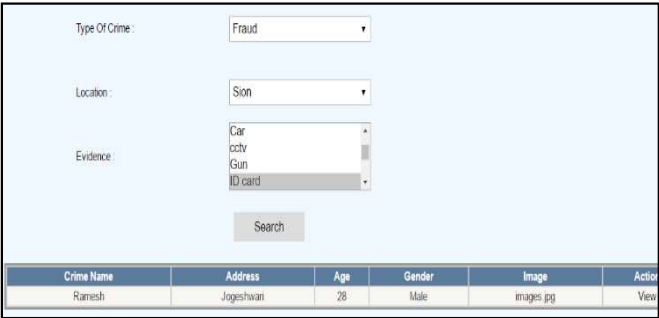 Type Of Crime : Fraud
Location : Sion
Evidence :
Car
cctv
Gun
ID card
Search
Crime Name Address Age Gender Image Action
Ramesh Jogeshwari 28 Male images.jpg View